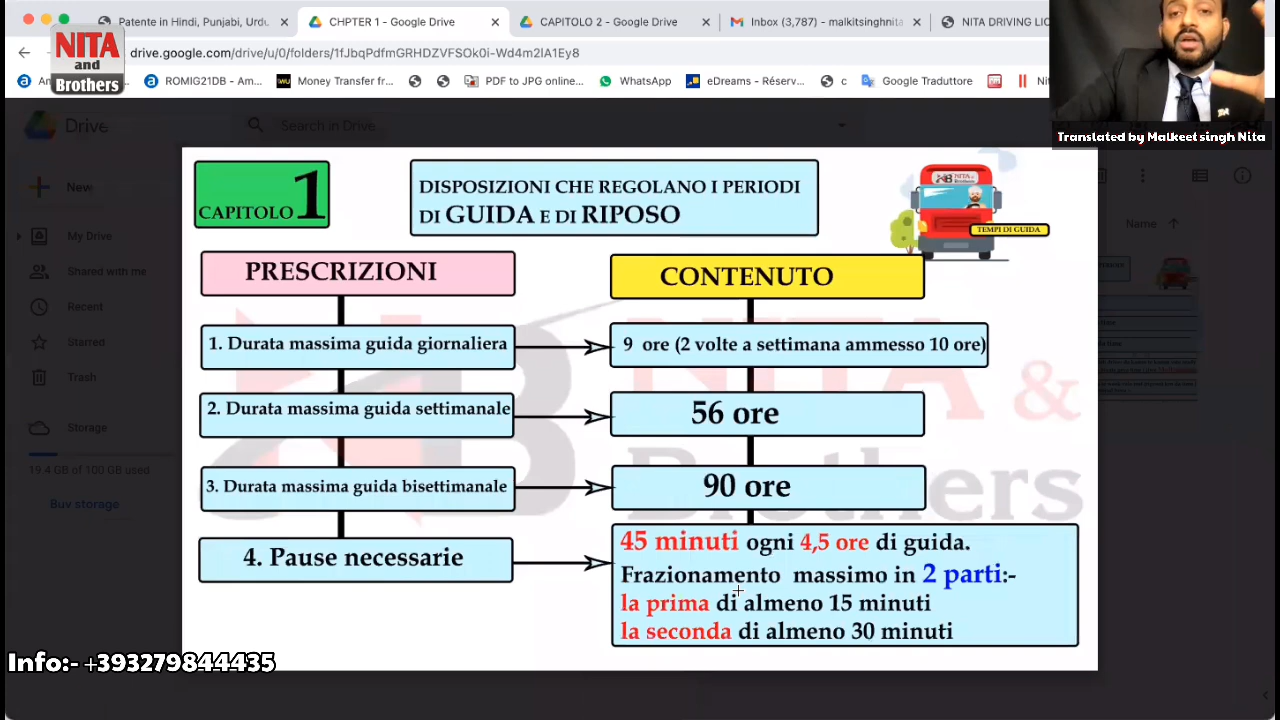 Patente in Hindi, Punjabi, Urdu.
CHPTER 1 - Google Drive
CAPITOLO 2 - Google Drive
Inbox (3,787) - malkitsinghnita
NITA DRIVING LIC
NITA
and
Brothers
drive.google.com/drive/u/0/folders/1fJbqPdfmGRHDZVFSOk0i-Wd4m2IA1Ey8
ROMIG21DB - Am...
Money Transfer fr...
PDF to JPG online...
WhatsApp
eDreams - Réserv...
c
Google Traduttore
Translated by Malkeet singh Nita
Drive
Search in Drive
New
My Drive
Shared with me
Recent
Starred
Trash
Storage
19.4 GB of 100 GB used
Buy storage
Name
CAPITOLO 1
DISPOSIZIONI CHE REGOLANO I PERIODI
DI GUIDA E DI RIPOSO
NITA &
Brothers
TEMPI DI GUIDA
PRESCRIZIONI
CONTENUTO
1. Durata massima guida giornaliera
9 ore (2 volte a settimana ammesso 10 ore)
2. Durata massima guida settimanale
56 ore
3. Durata massima guida bisettimanale
90 ore
4. Pause necessarie
45 minuti ogni 4,5 ore di guida.
Frazionamento massimo in 2 parti:-
la prima di almeno 15 minuti
la seconda di almeno 30 minuti
NITA &
Brothers
Info:- +393279844435